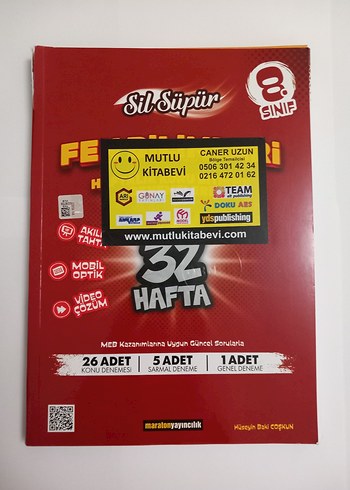 Sil Süpür
8. SINIF
MUTLU
KİTABEVİ
CANER UZUN
Bölge Temsilcisi
0506 301 42 34
0216 472 01 62
GÜNAY
TEAM
DOKU AES
ydspublishing
www.mutlukitabevi.com
AKILLI
TAHTA
MOBİL
OPTİK
VİDEO
ÇÖZÜM
32
HAFTA
MEB Kazanımlarına Uygun Güncel Sorularla
26 ADET
KONU DENEMESİ
5 ADET
SARMAL DENEME
1 ADET
GENEL DENEME
maratonyayıncılık
Hüseyin Baki COŞKUN